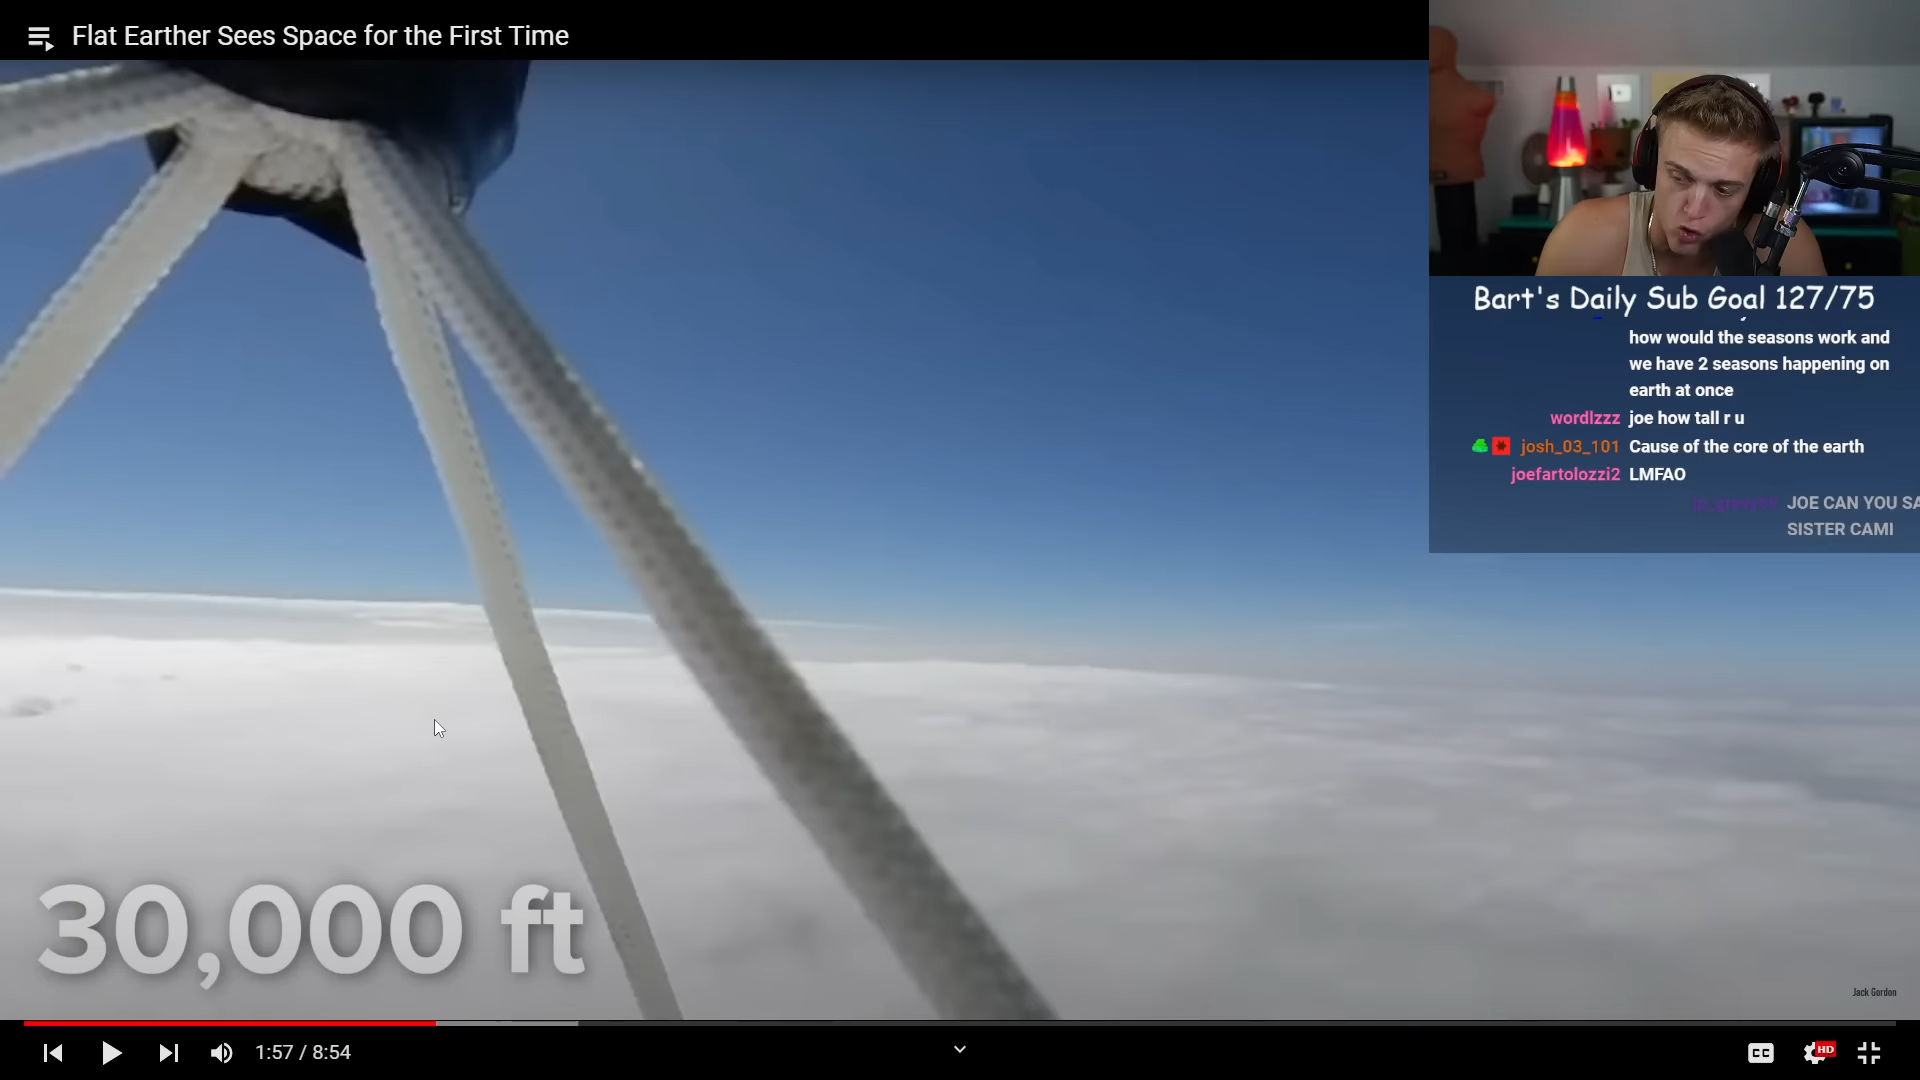 Flat Earther Sees Space for the First Time
Bart's Daily Sub Goal 127/75
how would the seasons work and
we have 2 seasons happening on
earth at once
wordlzzz joe how tall r u
josh_03_101 Cause of the core of the earth
joefartolozzi2 LMFAO
JOE CAN YOU SA
SISTER CAMI
30,000 ft
Jack Gordon
1:57 / 8:54
CC
HD